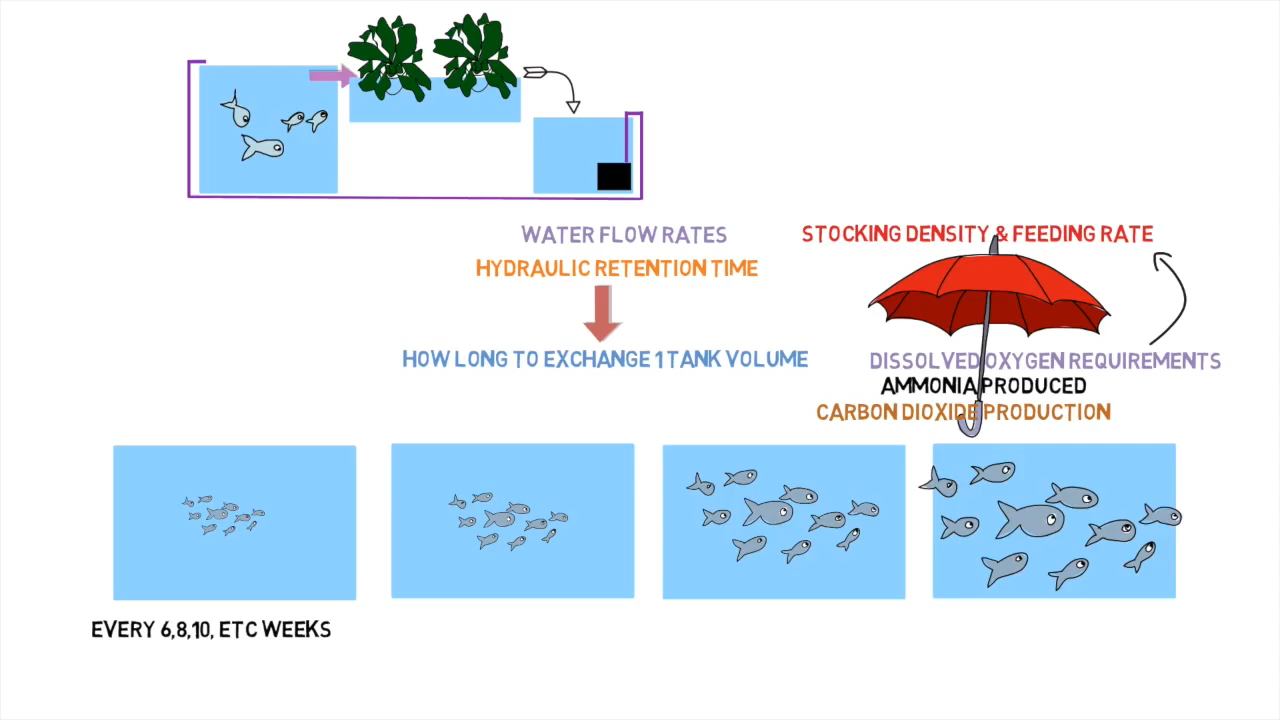 WATER FLOW RATES
HYDRAULIC RETENTION TIME
HOW LONG TO EXCHANGE 1 TANK VOLUME
STOCKING DENSITY & FEEDING RATE
DISSOLVED OXYGEN REQUIREMENTS
AMMONIA PRODUCED
CARBON DIOXIDE PRODUCTION
EVERY 6,8,10, ETC WEEKS